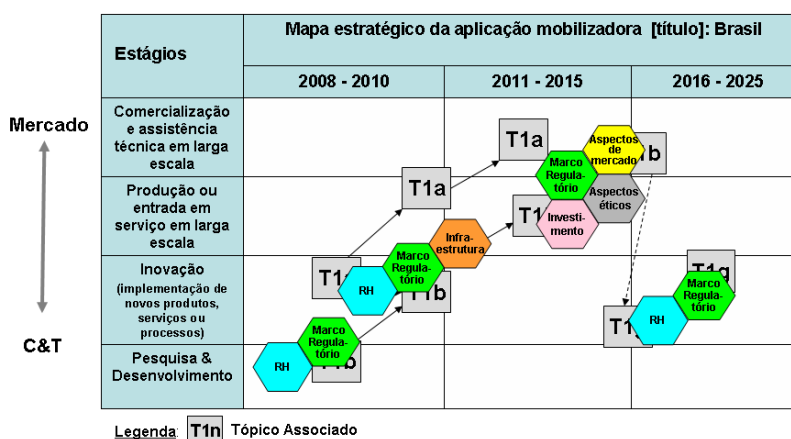 Mapa estratégico da aplicação mobilizadora [título]: Brasil
Estágios
2008 - 2010
2011 - 2015
2016 - 2025
Mercado
C&T
Comercialização
e assistência
técnica em larga
escala
Produção ou
entrada em
serviço em larga
escala
Inovação
(implementação de
novos produtos,
serviços ou
processos)
Pesquisa &
Desenvolvimento
T1a
Aspectos
de
mercado
Marco
Regula-
tório
Aspectos
éticos
Investi-
mento
T1a
Infra-
estrutura
Marco
Regula-
tório
RH
T1b
T1g
Marco
Regula-
tório
RH
Marco
Regula-
tório
RH
Legenda: T1n Tópico Associado